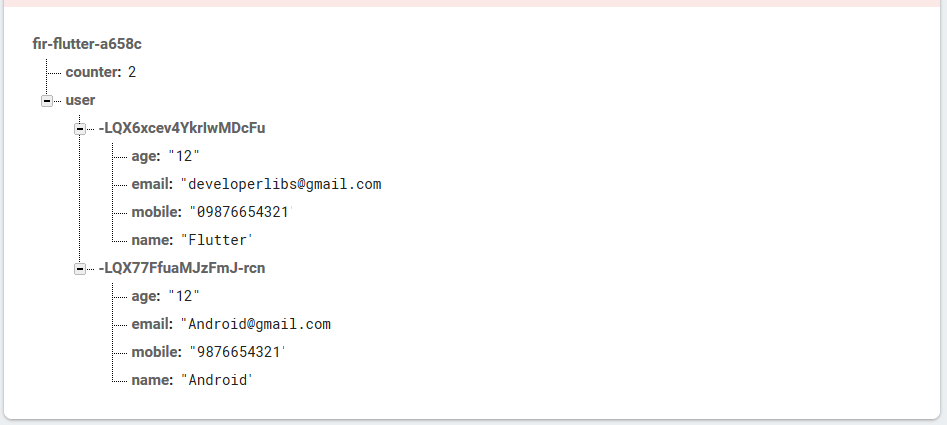 fir-flutter-a658c
counter: 2
user
-LQX6xcev4YkrIwMDcFu
age: "12"
email: "developerlibs@gmail.com
mobile: "09876654321'
name: "Flutter'
-LQX77FfuaMJzFmJ-rcn
age: "12"
email: "Android@gmail.com
mobile: "9876654321'
name: "Android'